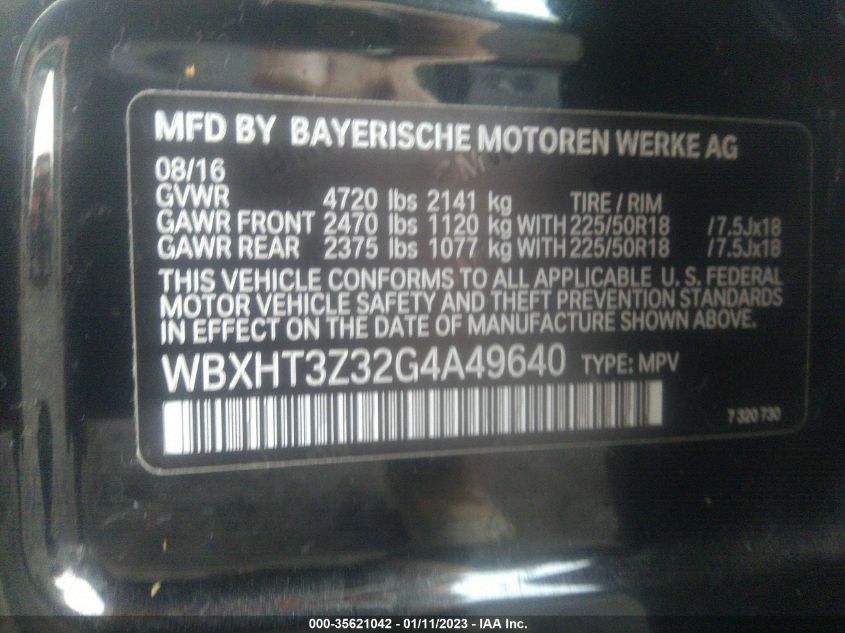 MFD BY BAYERISCHE MOTOREN WERKE AG
08/16
GVWR 4720 lbs 2141 kg TIRE / RIM
GAWR FRONT 2470 lbs 1120 kg WITH 225/50R18 /7.5Jx18
GAWR REAR 2375 lbs 1077 kg WITH 225/50R18 /7.5Jx18
THIS VEHICLE CONFORMS TO ALL APPLICABLE U. S. FEDERAL
MOTOR VEHICLE SAFETY AND THEFT PREVENTION STANDARDS
IN EFFECT ON THE DATE OF MANUFACTURE SHOWN ABOVE.
WBXHT3Z32G4A49640 TYPE: MPV
7 320 730
000-35621042 - 01/11/2023 - IAA Inc.